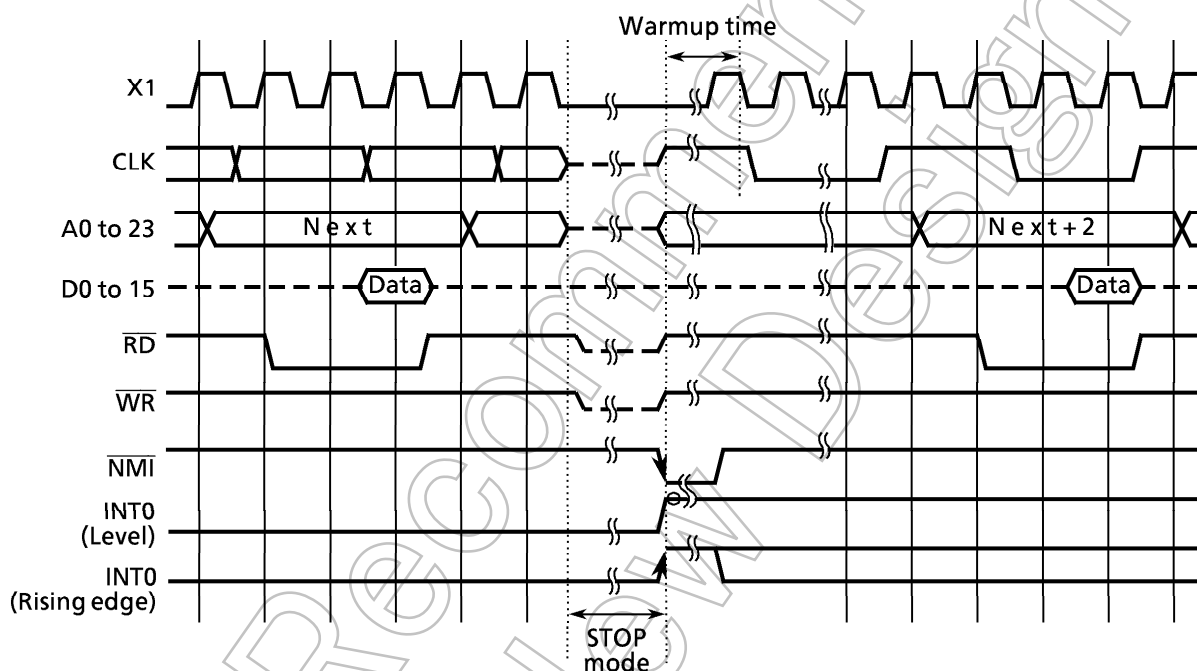 Warmup time
X1
CLK
A0 to 23
Next
Next+2
D0 to 15
Data
Data
RD
WR
NMI
INT0
(Level)
INT0
(Rising edge)
STOP
mode